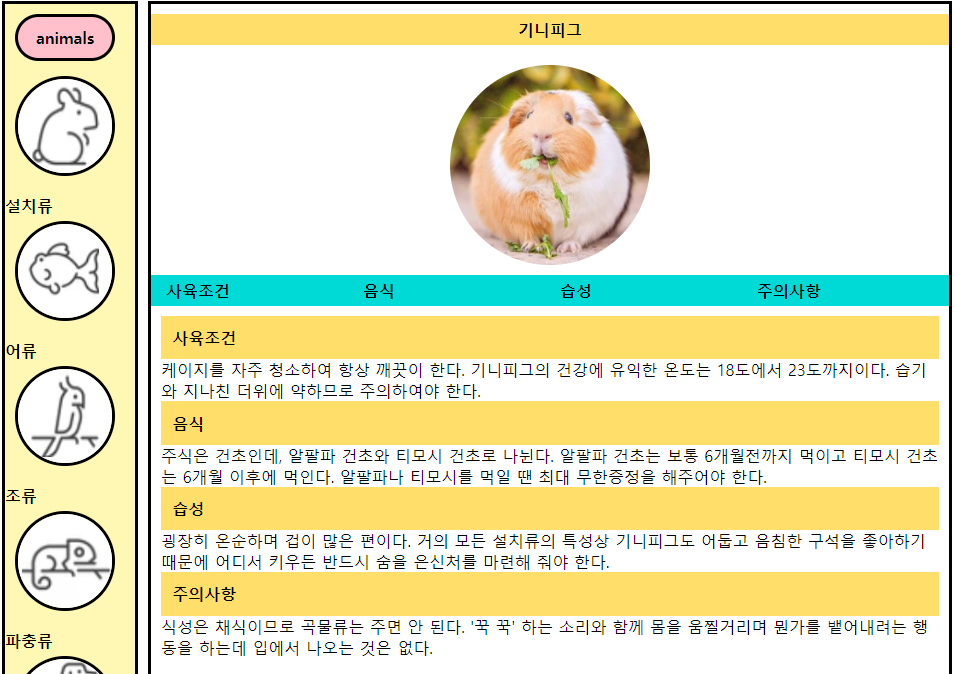 animals
설치류
어류
조류
파충류
기니피그
사육조건 음식 습성 주의사항
사육조건
케이지를 자주 청소하여 항상 깨끗이 한다. 기니피그의 건강에 유익한 온도는 18도에서 23도까지이다. 습기
와 지나친 더위에 약하므로 주의하여야 한다.
음식
주식은 건초인데, 알팔파 건초와 티모시 건초로 나뉜다. 알팔파 건초는 보통 6개월전까지 먹이고 티모시 건초
는 6개월 이후에 먹인다. 알팔파나 티모시를 먹일 땐 최대 무한증정을 해주어야 한다.
습성
굉장히 온순하며 겁이 많은 편이다. 거의 모든 설치류의 특성상 기니피그도 어둡고 음침한 구석을 좋아하기
때문에 어디서 키우든 반드시 숨을 은신처를 마련해 줘야 한다.
주의사항
식성은 채식이므로 곡물류는 주면 안 된다. '꾹 꾹' 하는 소리와 함께 몸을 움찔거리며 뭔가를 뱉어내려는 행
동을 하는데 입에서 나오는 것은 없다.